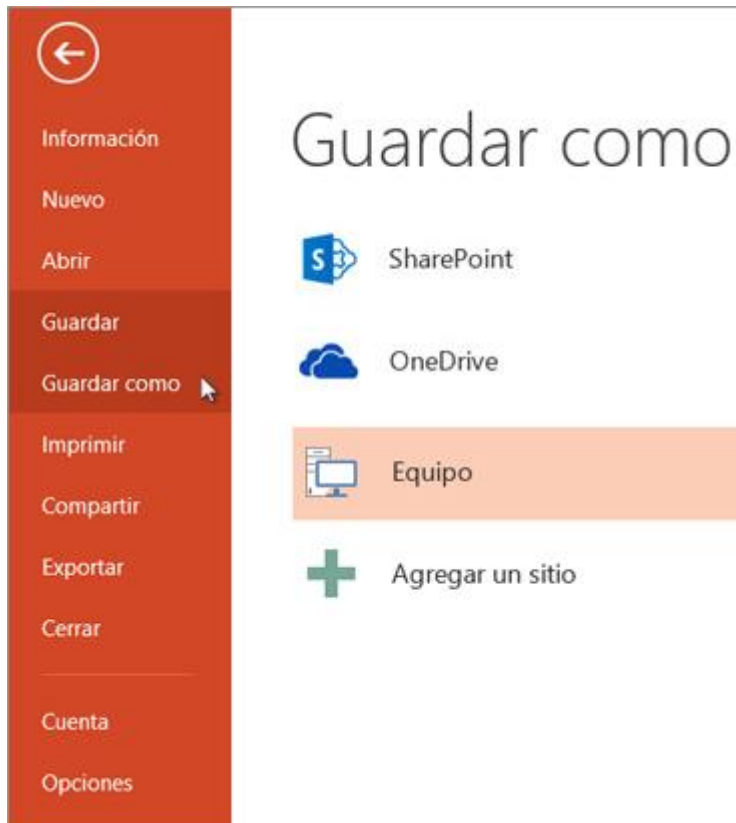 Información
Nuevo
Abrir
Guardar
Guardar como
Imprimir
Compartir
Exportar
Cerrar
Cuenta
Opciones
Guardar como
S
SharePoint
OneDrive
Equipo
Agregar un sitio